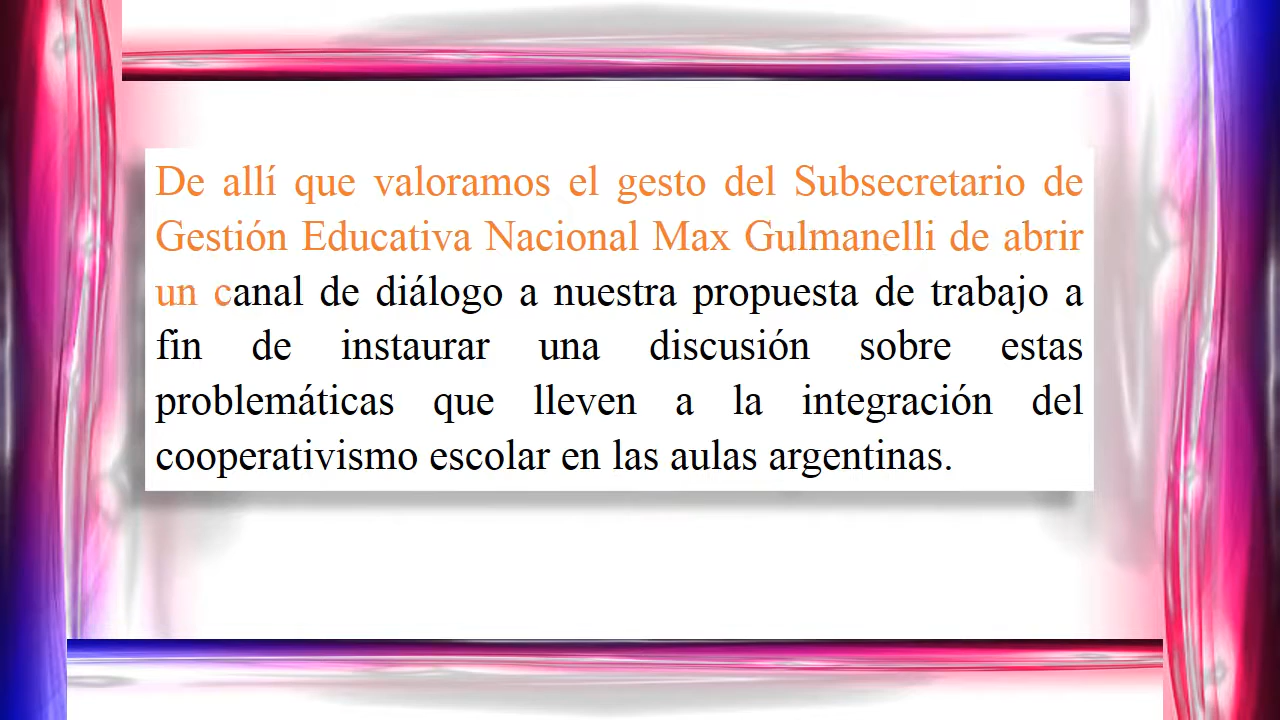 De allí que valoramos el gesto del Subsecretario de
Gestión Educativa Nacional Max Gulmanelli de abrir
un canal de diálogo a nuestra propuesta de trabajo a
fin de instaurar una discusión sobre estas
problemáticas que lleven a la integración del
cooperativismo escolar en las aulas argentinas.